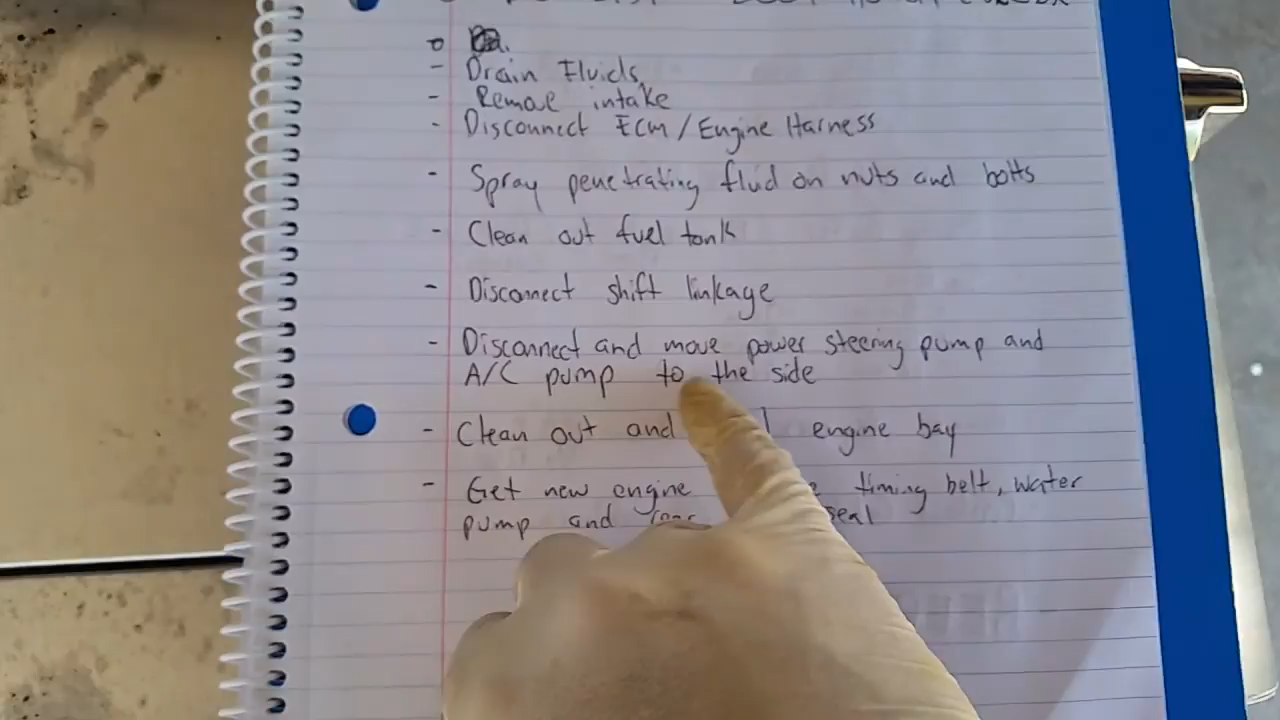 - Drain Fluids
- Remove intake
- Disconnect ECM/Engine Harness
- Spray penetrating fluid on nuts and bolts
- Clean out fuel tank
- Disconnect shift linkage
- Disconnect and move power steering pump and
A/C pump to the side
- Clean out and engine bay
- Get new engine timing belt, water
pump and seal